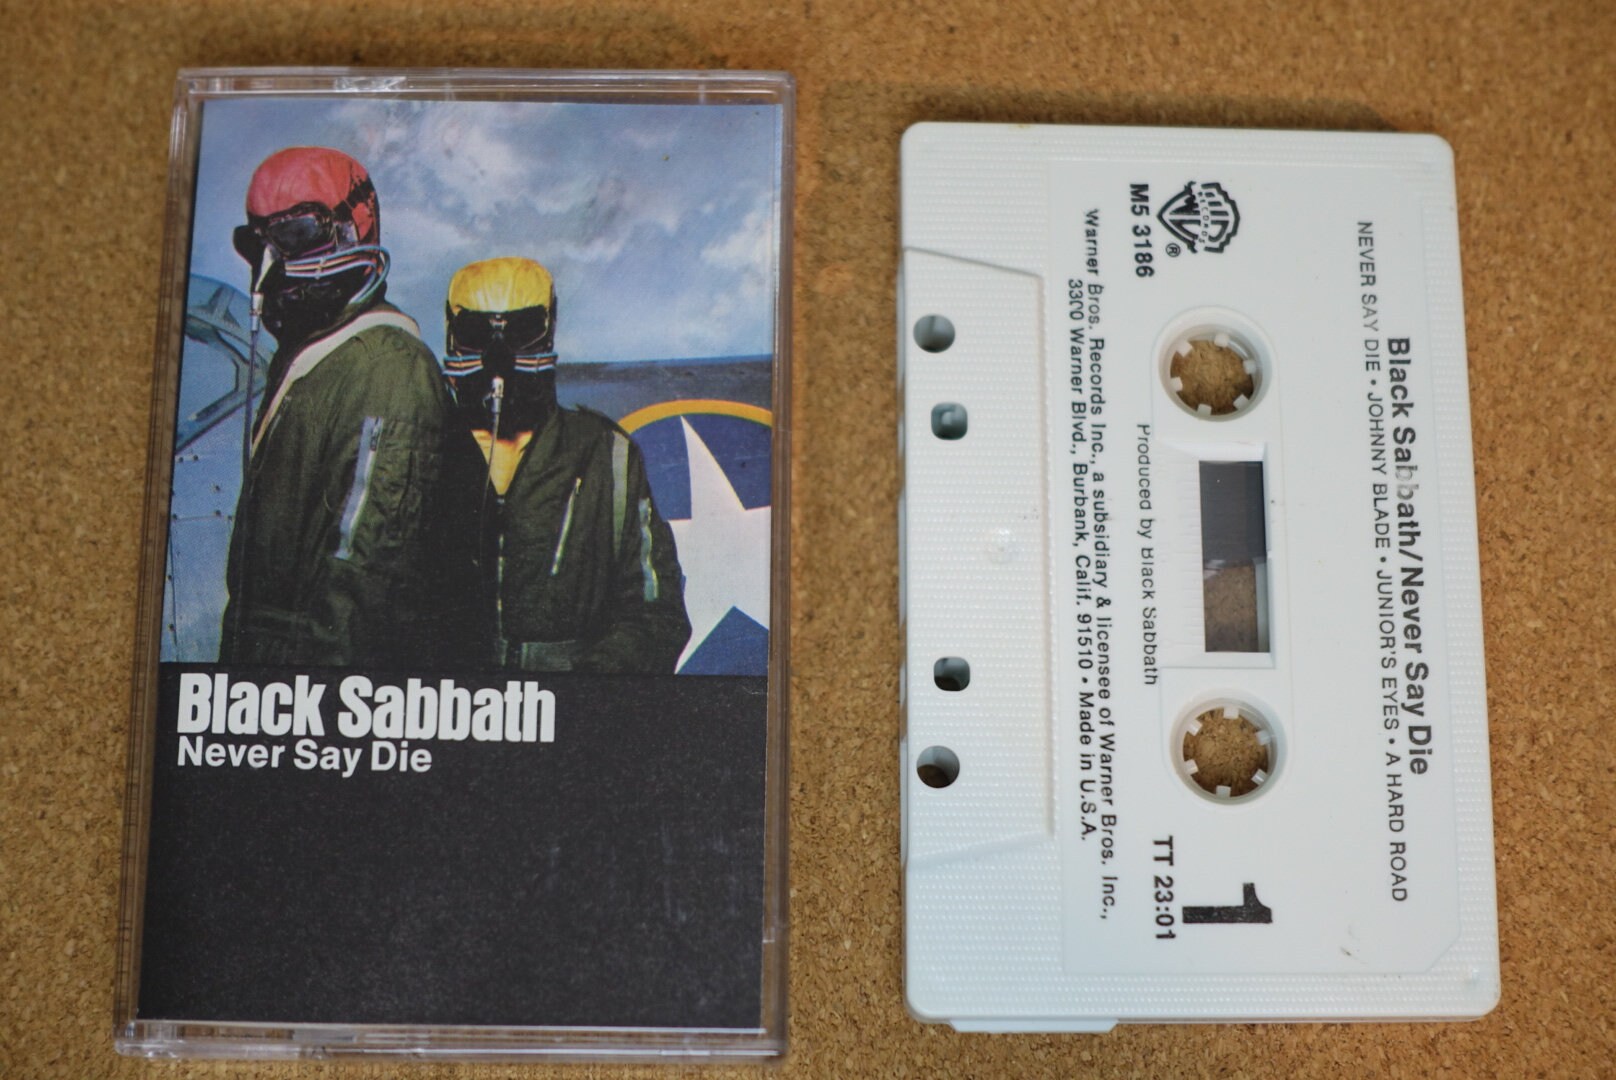 Black Sabbath
Never Say Die
Black Sabbath/Never Say Die
NEVER SAY DIE • JOHNNY BLADE • JUNIOR'S EYES • A HARD ROAD
RECORDS
®
M5 3186
1
TT 23:01
Produced by Black Sabbath
Warner Bros. Records Inc., a subsidiary & licensee of Warner Bros. Inc.,
3300 Warner Blvd., Burbank, Calif. 91510 • Made in U.S.A.